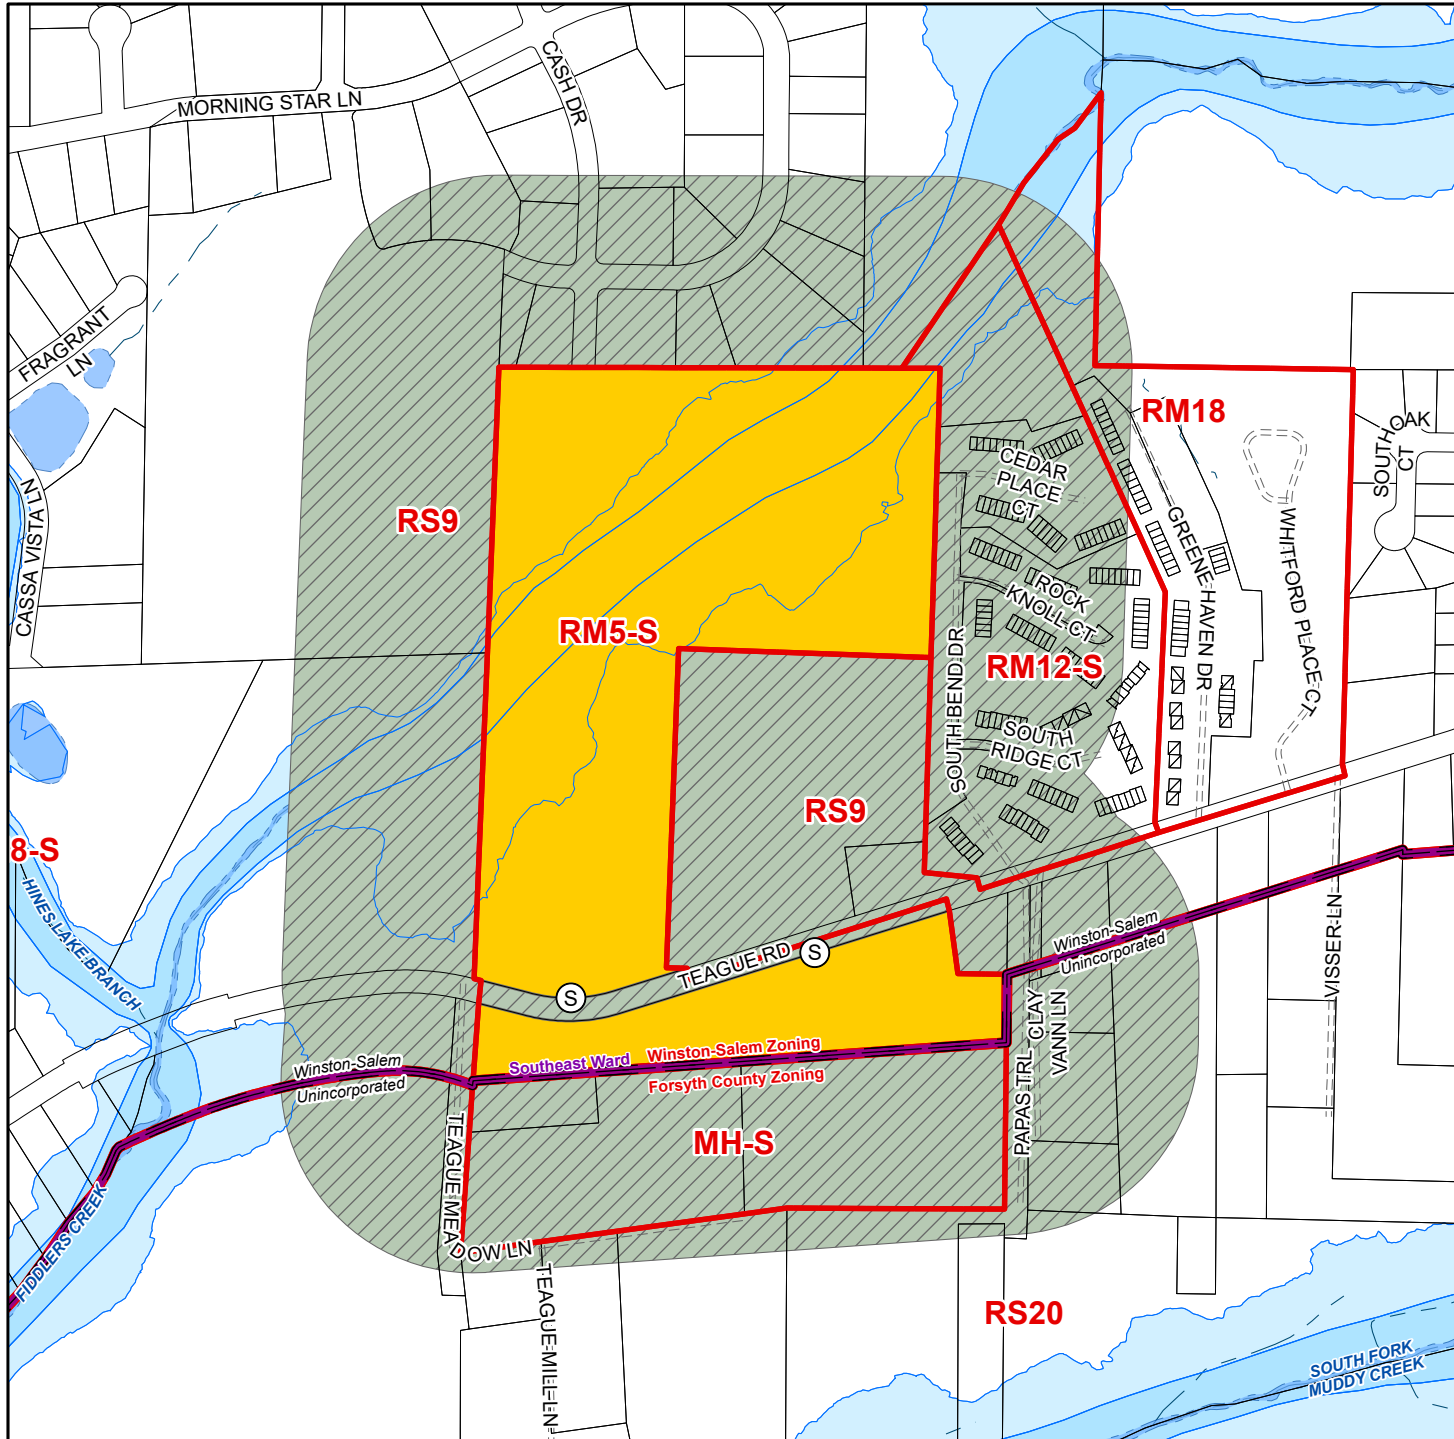 CASH DR
MORNING STAR LN
FRAGRANT
LN
RM18
SOUTH OAK
CT
CEDAR
PLACE
CT
CASSA VISTA LN
RS9
GREENE HAVEN DR
WHITFORD PLACE CT
ROCK
KNOLL CT
RM5-S
SOUTH BEND DR
RM12-S
SOUTH
RIDGE CT
RS9
8-S
HINES LAKE BRANCH
TEAGUE RD
S
S
Winston-Salem
Unincorporated
VISSER LN
PAPAS TRL
CLAY
VANN LN
Winston-Salem
Unincorporated
Southeast Ward
Winston-Salem Zoning
Forsyth County Zoning
MH-S
TEAGUE MEADOW LN
FIDDLERS CREEK
TEAGUE MILL LN
RS20
SOUTH FORK
MUDDY CREEK